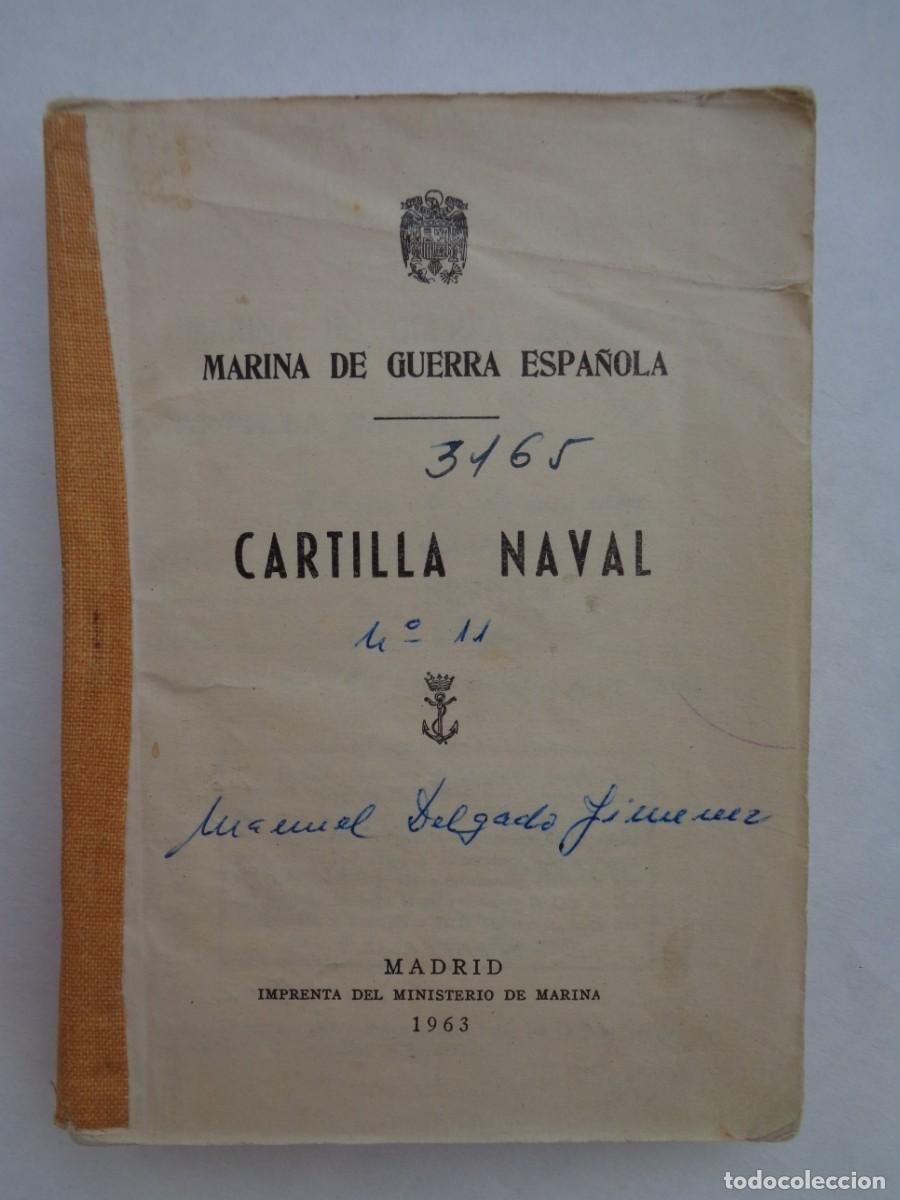 MARINA DE GUERRA ESPAÑOLA
3165
CARTILLA NAVAL
Nº 11
Manuel Delgado Jimenez
MADRID
IMPRENTA DEL MINISTERIO DE MARINA
1963
todocoleccion